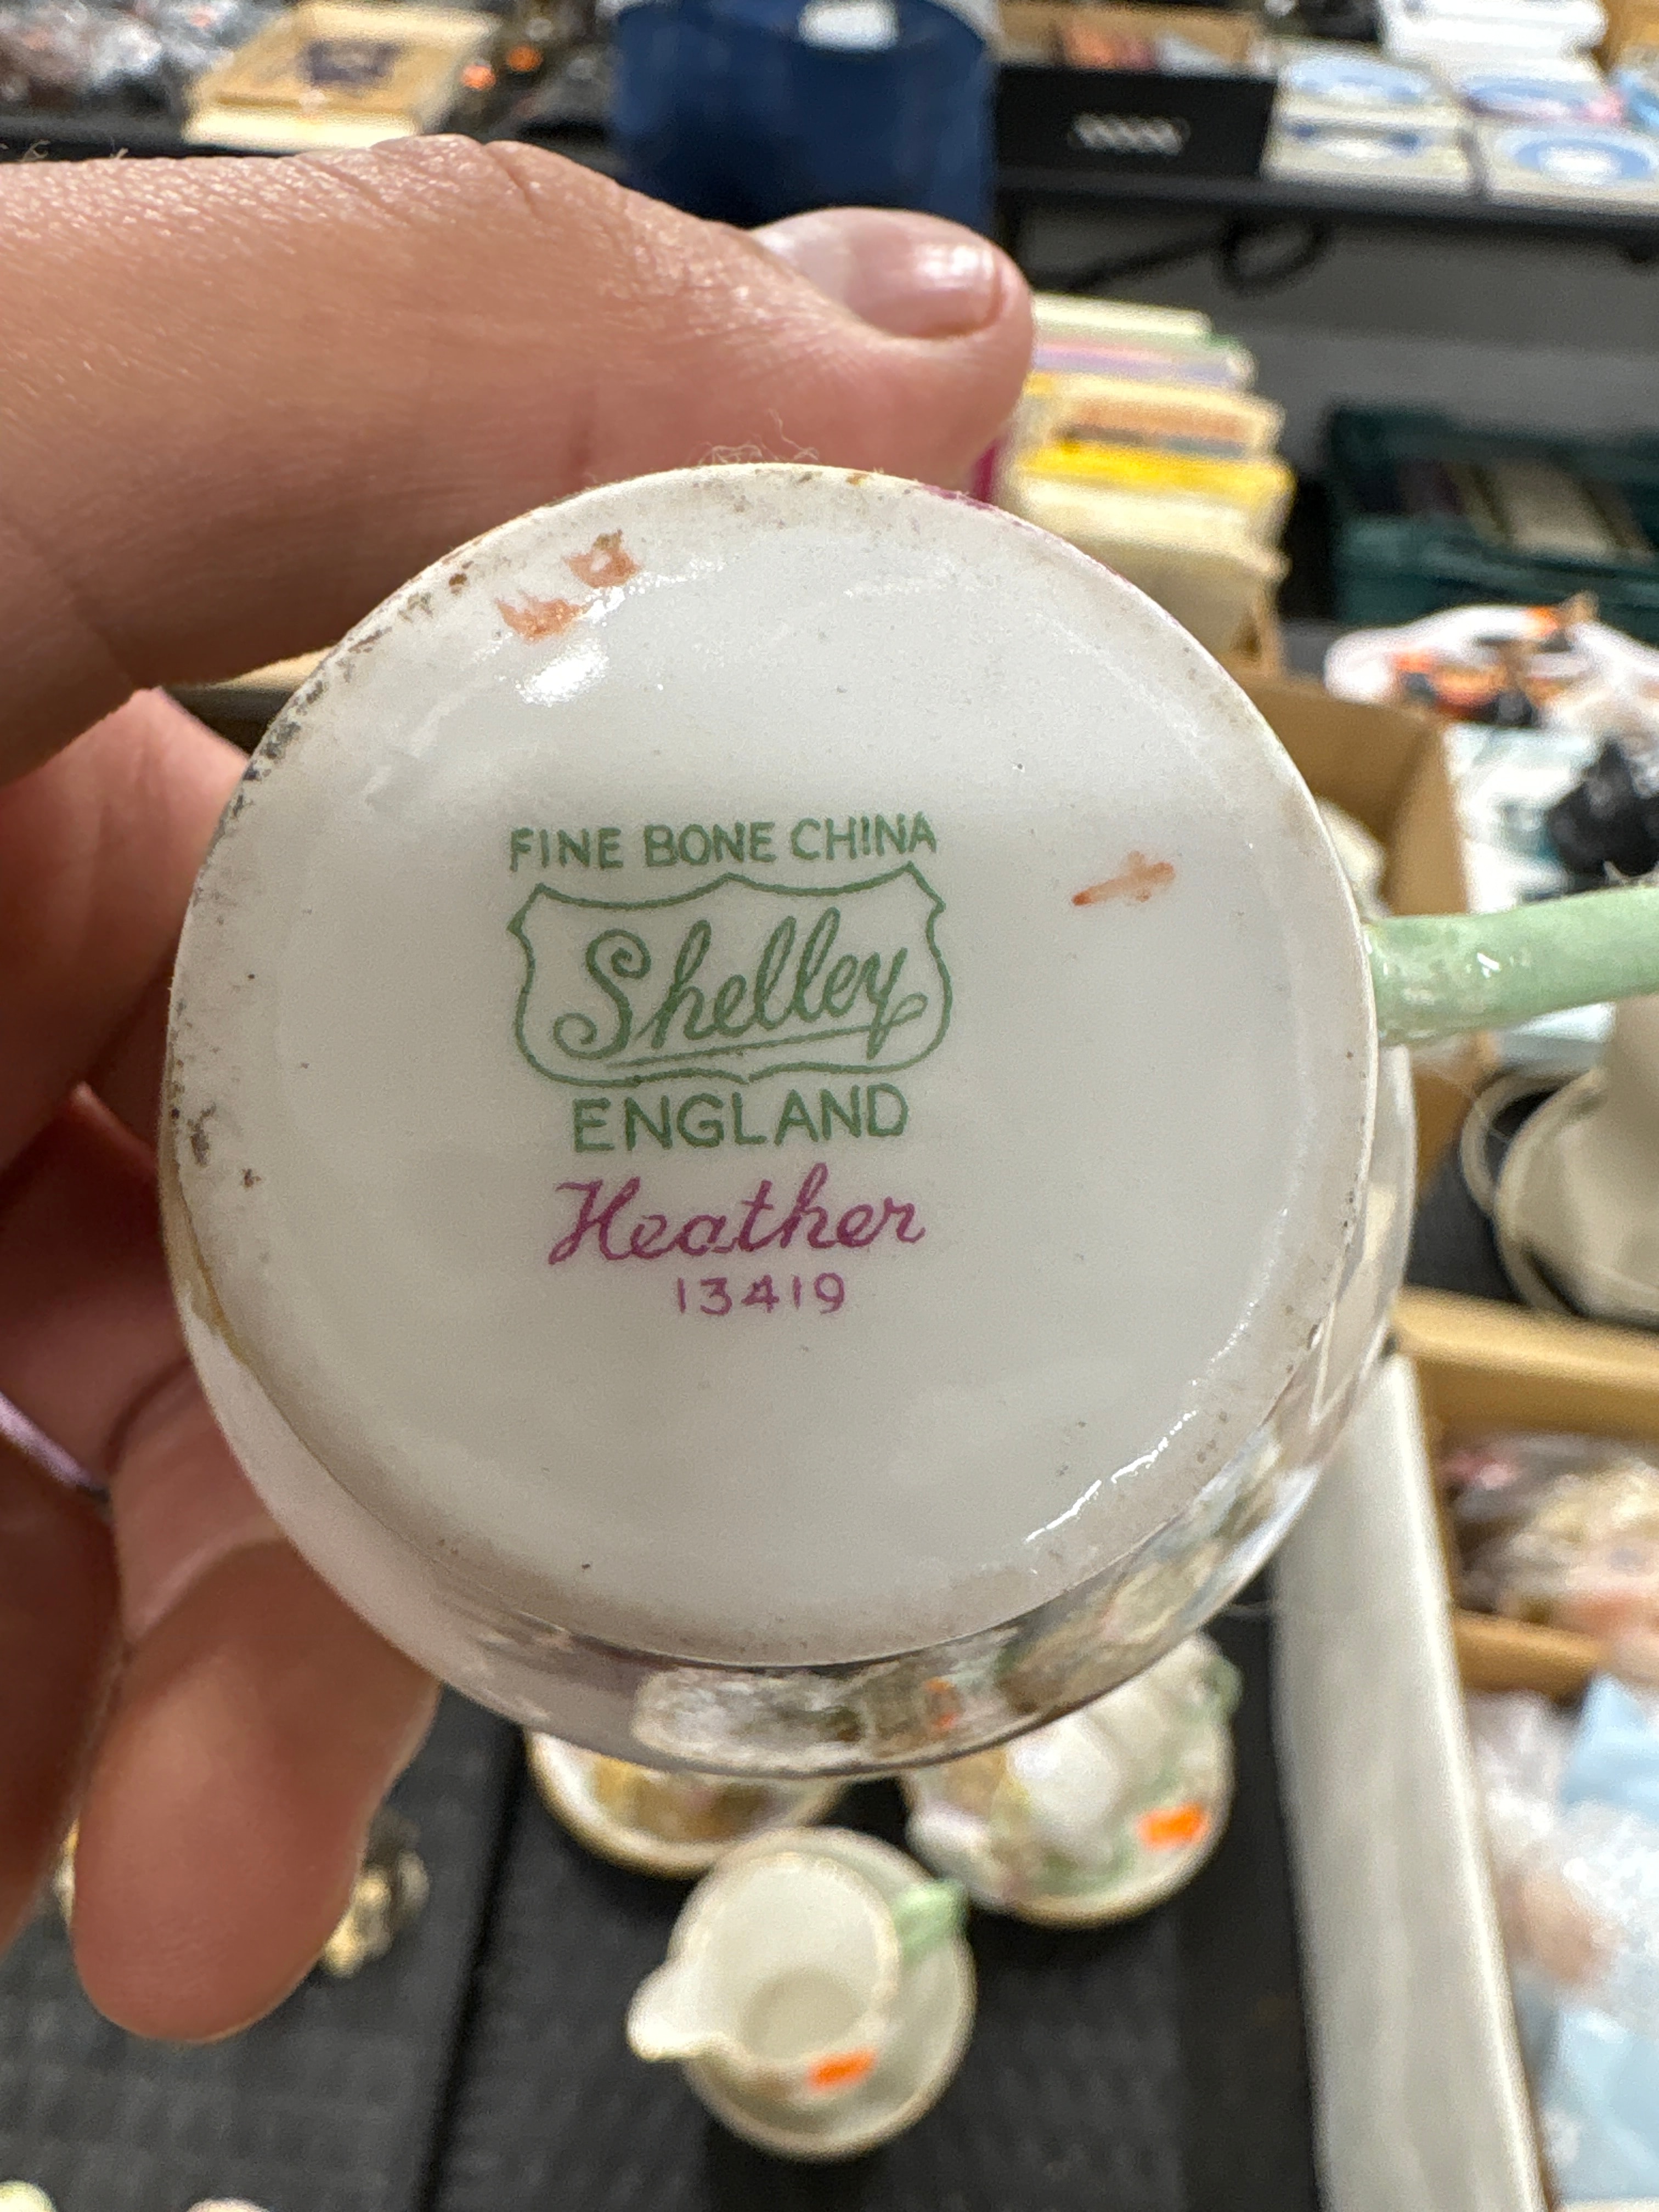 FINE BONE CHINA
Shelley
ENGLAND
Heather
13419